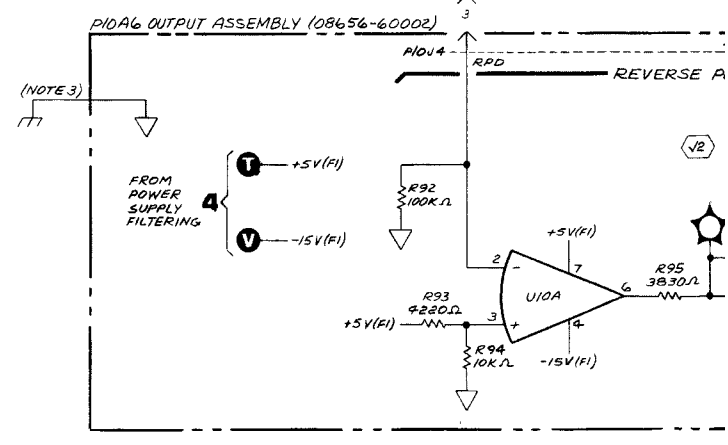 3
P10A6 OUTPUT ASSEMBLY (08656-60002)
P10J4
RPD
REVERSE P
(NOTE 3)
√2
T +5V(F1)
FROM
POWER
SUPPLY
FILTERING
4
V -15V(F1)
R92
100KΩ
+5V(F1)
2
-
7
U10A
6
R95
3830Ω
R93
4220Ω
+5V(F1)
3
+
4
-15V(F1)
R94
10KΩ